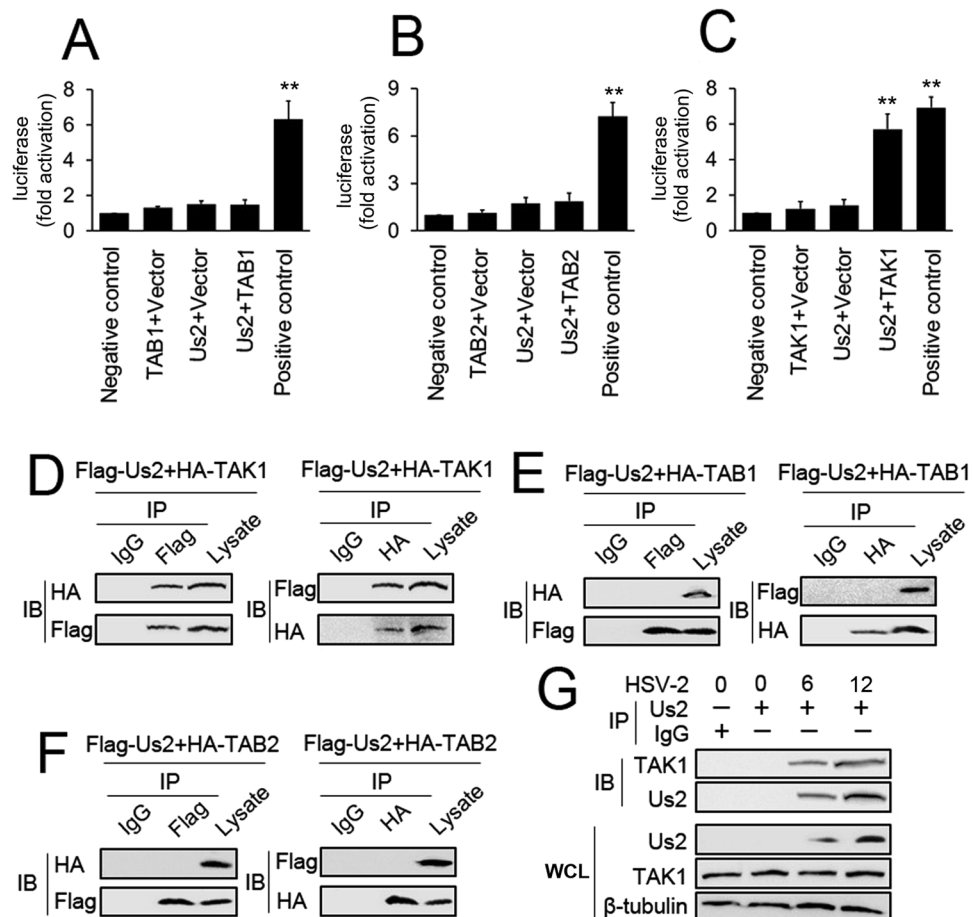 A
luciferase
(fold activation)
8
6
4
2
0
**
Negative control
TAB1+Vector
Us2+Vector
Us2+TAB1
Positive control
B
luciferase
(fold activation)
9
6
3
0
**
Negative control
TAB2+Vector
Us2+Vector
Us2+TAB2
Positive control
C
luciferase
(fold activation)
8
6
4
2
0
** **
Negative control
TAK1+Vector
Us2+Vector
Us2+TAK1
Positive control
D
Flag-Us2+HA-TAK1
IP
IgG Flag Lysate
IB
HA
Flag
Flag-Us2+HA-TAK1
IP
IgG HA Lysate
IB
Flag
HA
E
Flag-Us2+HA-TAB1
IP
IgG Flag Lysate
IB
HA
Flag
Flag-Us2+HA-TAB1
IP
IgG HA Lysate
IB
Flag
HA
F
Flag-Us2+HA-TAB2
IP
IgG Flag Lysate
IB
HA
Flag
Flag-Us2+HA-TAB2
IP
IgG HA Lysate
IB
Flag
HA
G
HSV-2 0 0 6 12
IP
Us2 − + + +
IgG + − − −
IB
TAK1
Us2
WCL
Us2
TAK1
β-tubulin